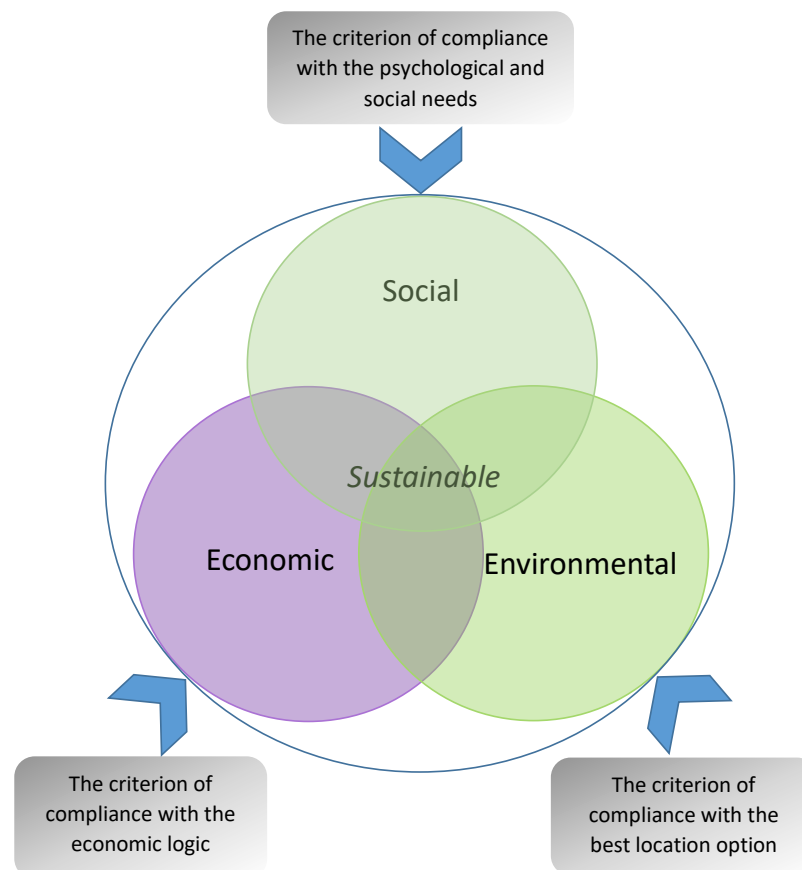 The criterion of compliance
with the psychological and
social needs
Social
Sustainable
Economic
Environmental
The criterion of
compliance with the
economic logic
The criterion of
compliance with the
best location option